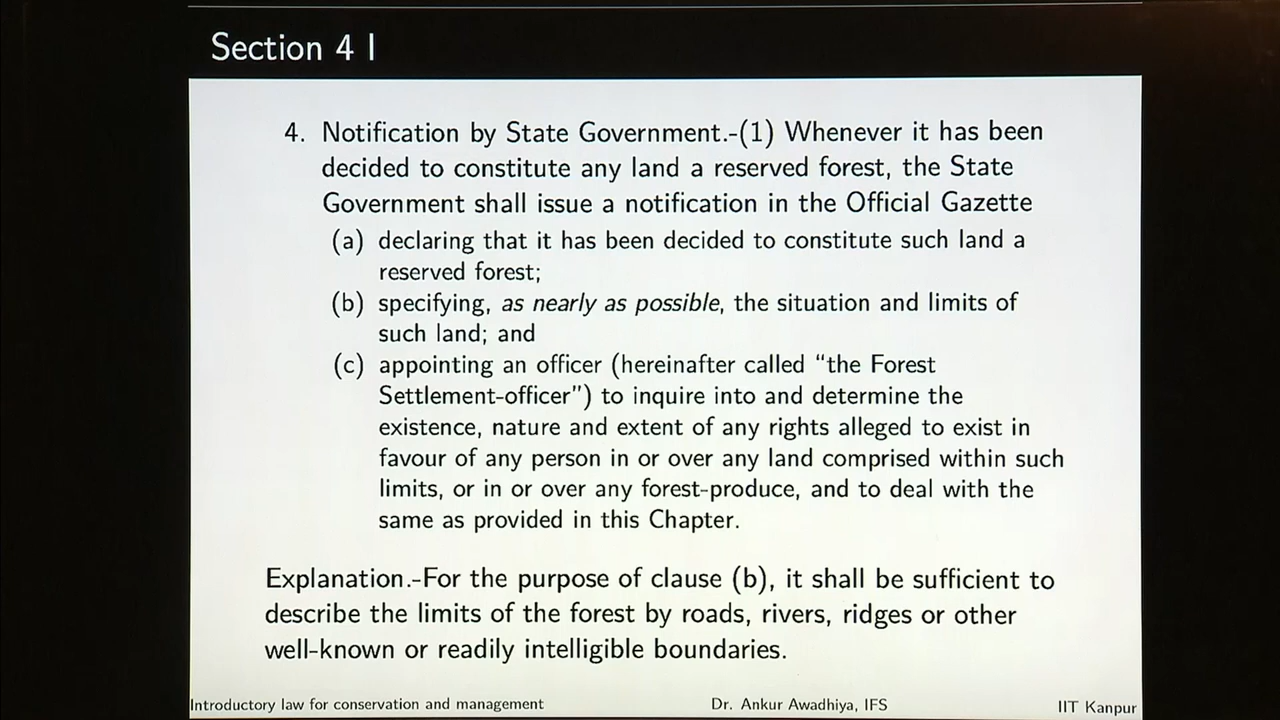 Section 4 I
4. Notification by State Government.-(1) Whenever it has been
decided to constitute any land a reserved forest, the State
Government shall issue a notification in the Official Gazette
(a) declaring that it has been decided to constitute such land a
reserved forest;
(b) specifying, as nearly as possible, the situation and limits of
such land; and
(c) appointing an officer (hereinafter called “the Forest
Settlement-officer”) to inquire into and determine the
existence, nature and extent of any rights alleged to exist in
favour of any person in or over any land comprised within such
limits, or in or over any forest-produce, and to deal with the
same as provided in this Chapter.
Explanation.-For the purpose of clause (b), it shall be sufficient to
describe the limits of the forest by roads, rivers, ridges or other
well-known or readily intelligible boundaries.
Introductory law for conservation and management Dr. Ankur Awadhiya, IFS IIT Kanpur